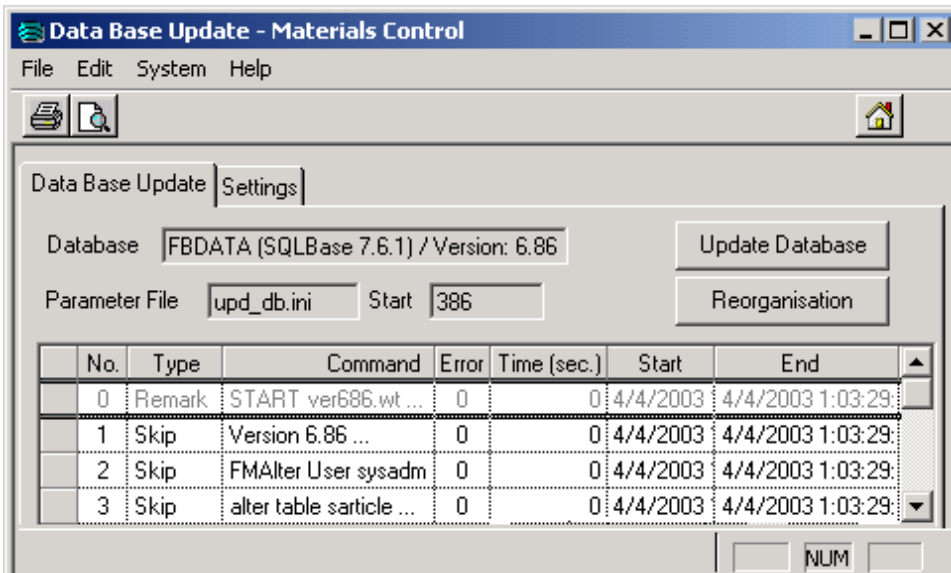 Data Base Update - Materials Control
File Edit System Help
Data Base Update Settings
Database FBDATA (SQLBase 7.6.1) / Version: 6.86 Update Database
Parameter File upd_db.ini Start 386 Reorganisation
No. Type Command Error Time (sec.) Start End
0 Remark START ver686.wt ... 0 0 4/4/2003 4/4/2003 1:03:29:
1 Skip Version 6.86 ... 0 0 4/4/2003 4/4/2003 1:03:29:
2 Skip FMAlter User sysadm 0 0 4/4/2003 4/4/2003 1:03:29:
3 Skip alter table sarticle ... 0 0 4/4/2003 4/4/2003 1:03:29:
NUM